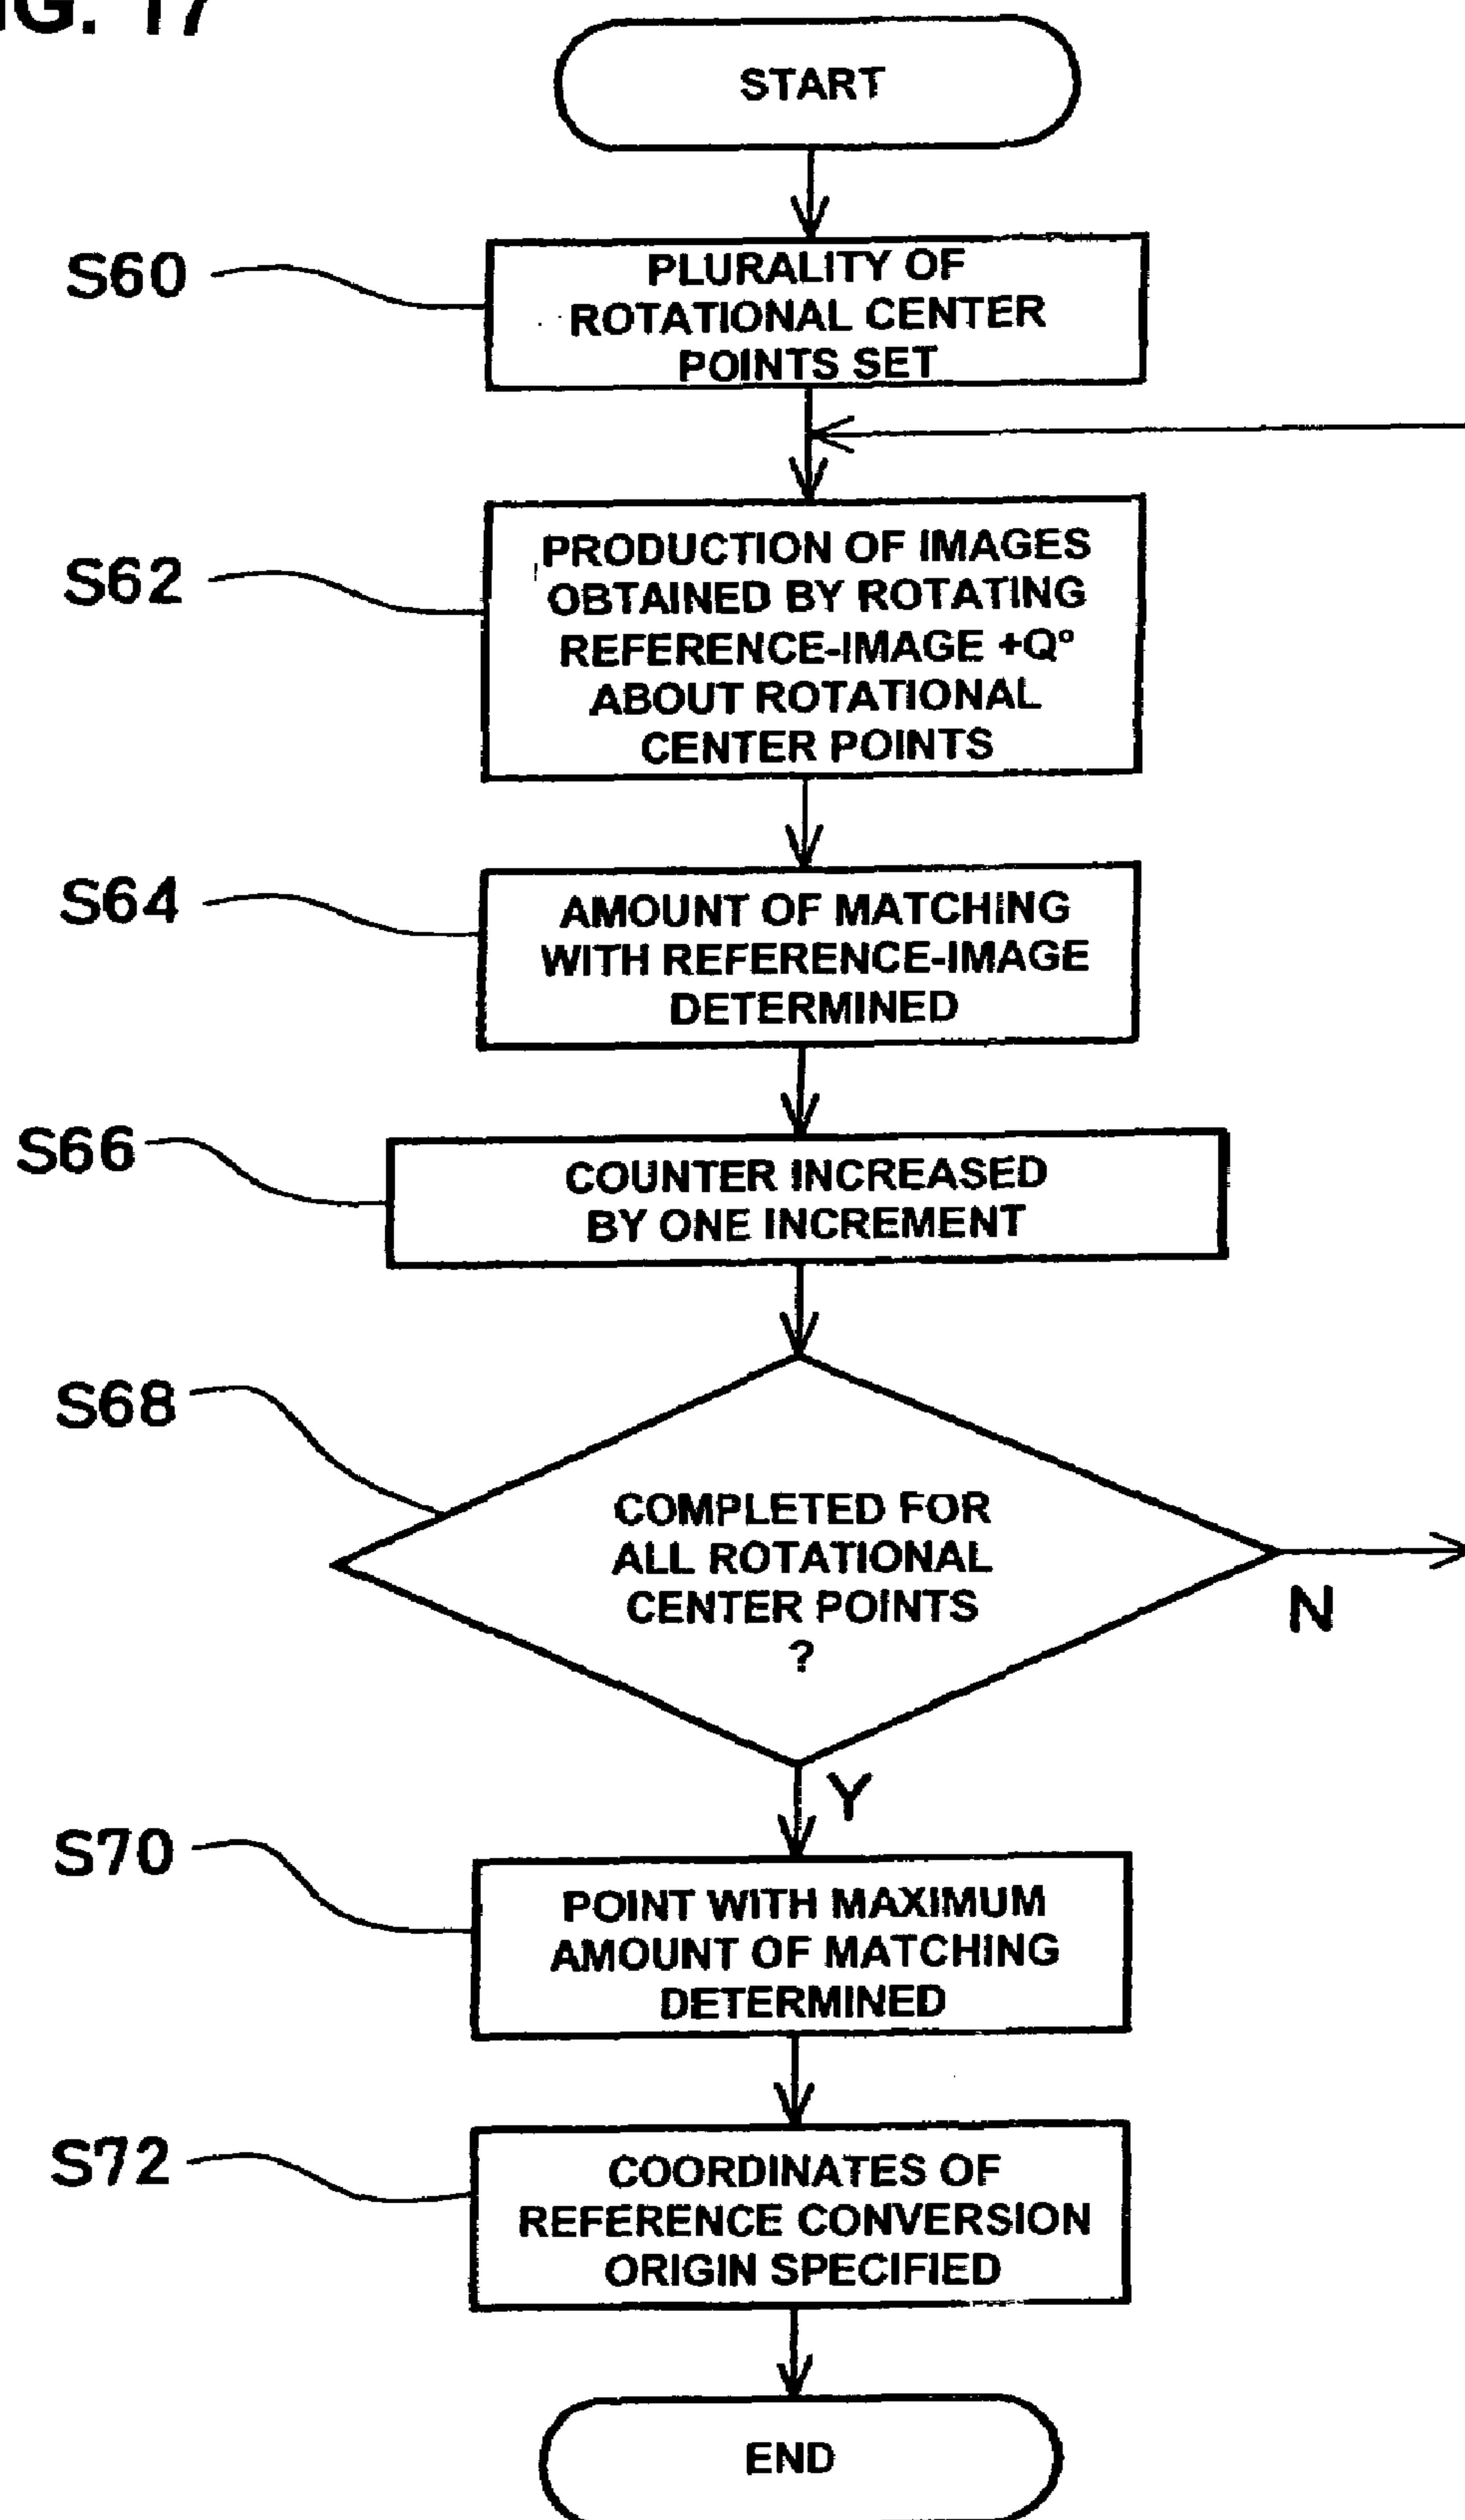 FIG. 17
START
S60
PLURALITY OF
ROTATIONAL CENTER
POINTS SET
S62
PRODUCTION OF IMAGES
OBTAINED BY ROTATING
REFERENCE-IMAGE +Q°
ABOUT ROTATIONAL
CENTER POINTS
S64
AMOUNT OF MATCHING
WITH REFERENCE-IMAGE
DETERMINED
S66
COUNTER INCREASED
BY ONE INCREMENT
S68
COMPLETED FOR
ALL ROTATIONAL
CENTER POINTS
?
N
Y
S70
POINT WITH MAXIMUM
AMOUNT OF MATCHING
DETERMINED
S72
COORDINATES OF
REFERENCE CONVERSION
ORIGIN SPECIFIED
END